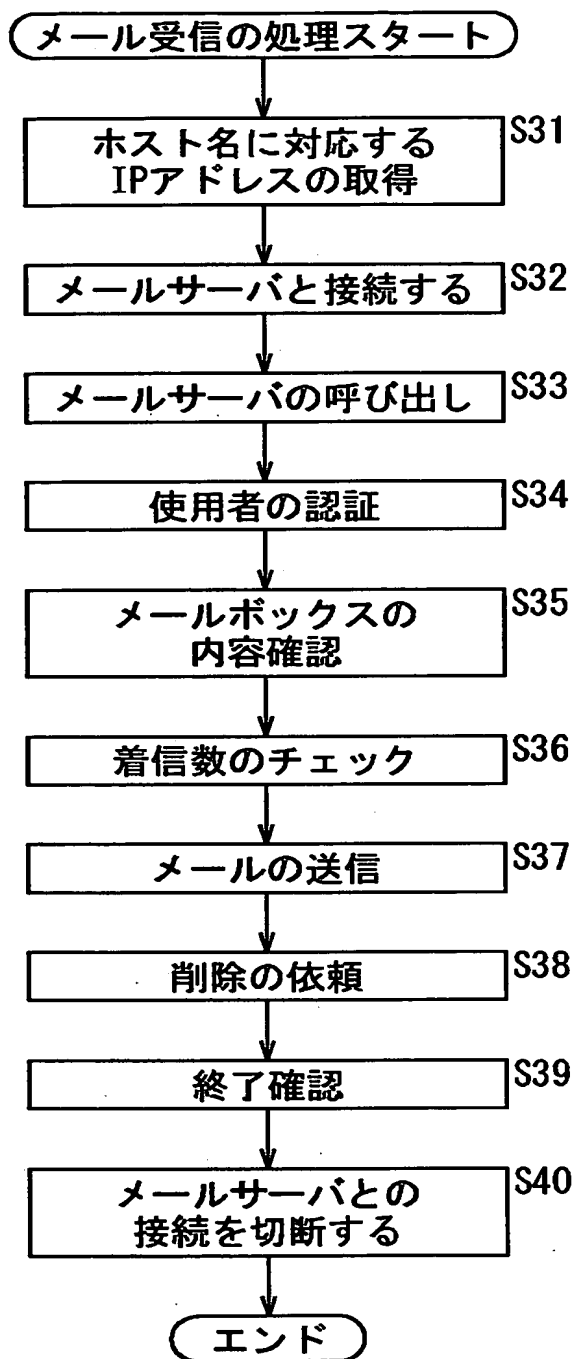 メール受信の処理スタート
ホスト名に対応する
IPアドレスの取得
S31
メールサーバと接続する
S32
メールサーバの呼び出し
S33
使用者の認証
S34
メールボックスの
内容確認
S35
着信数のチェック
S36
メールの送信
S37
削除の依頼
S38
終了確認
S39
メールサーバとの
接続を切断する
S40
エンド